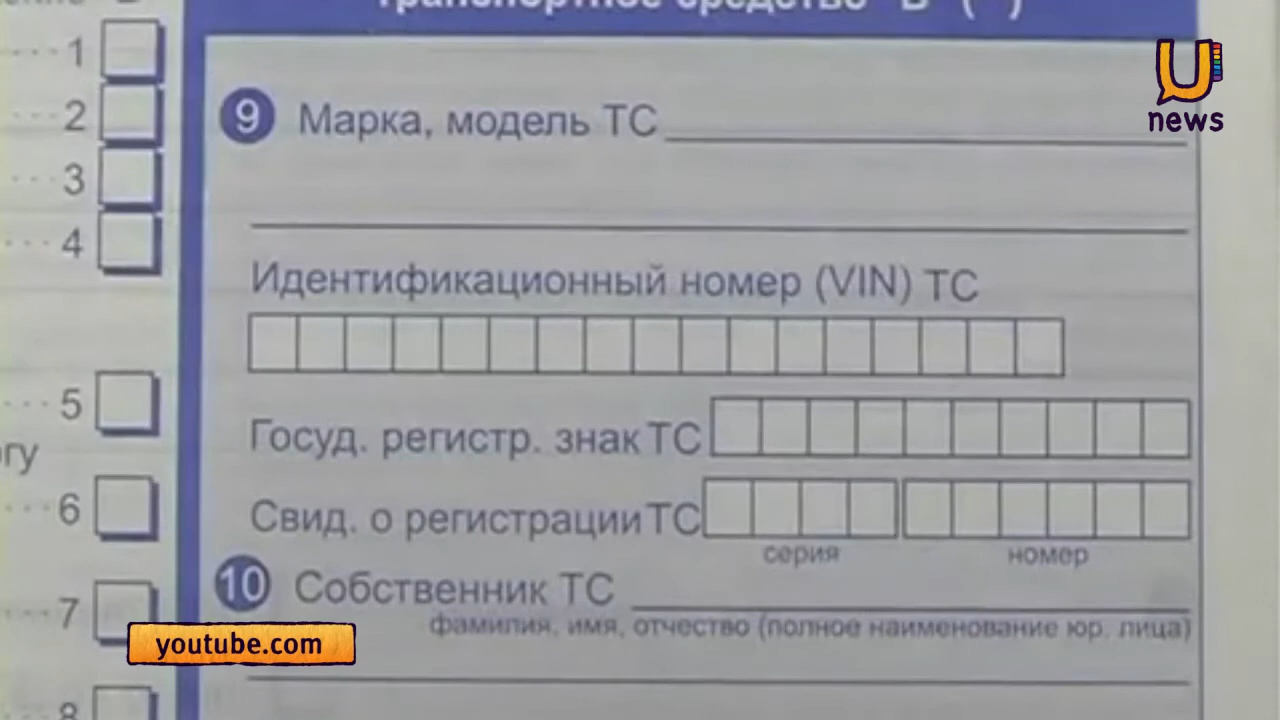 транспортное средство "В" (**)
1
2
3
4
5
огу
6
7
8
9 Марка, модель ТС
Идентификационный номер (VIN) ТС
Госуд. регистр. знак ТС
Свид. о регистрации ТС
серия номер
10 Собственник ТС
фамилия, имя, отчество (полное наименование юр. лица)
U
news
youtube.com